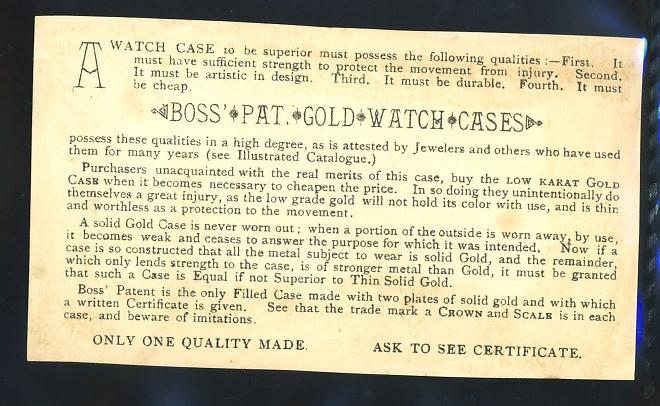 A WATCH CASE to be superior must possess the following qualities :—First. It
must have sufficient strength to protect the movement from injury. Second.
It must be artistic in design. Third. It must be durable. Fourth. It must
be cheap.
BOSS' PAT. GOLD WATCH CASES
possess these qualities in a high degree, as is attested by Jewelers and others who have used
them for many years (see Illustrated Catalogue.)
Purchasers unacquainted with the real merits of this case, buy the LOW KARAT GOLD
CASE when it becomes necessary to cheapen the price. In so doing they unintentionally do
themselves a great injury, as the low grade gold will not hold its color with use, and is thin
and worthless as a protection to the movement.
A solid Gold Case is never worn out; when a portion of the outside is worn away, by use,
it becomes weak and ceases to answer the purpose for which it was intended. Now if a
case is so constructed that all the metal subject to wear is solid Gold, and the remainder,
which only lends strength to the case, is of stronger metal than Gold, it must be granted
that such a Case is Equal if not Superior to Thin Solid Gold.
Boss' Patent is the only Filled Case made with two plates of solid gold and with which
a written Certificate is given. See that the trade mark a CROWN and SCALE is in each
case, and beware of imitations.
ONLY ONE QUALITY MADE. ASK TO SEE CERTIFICATE.